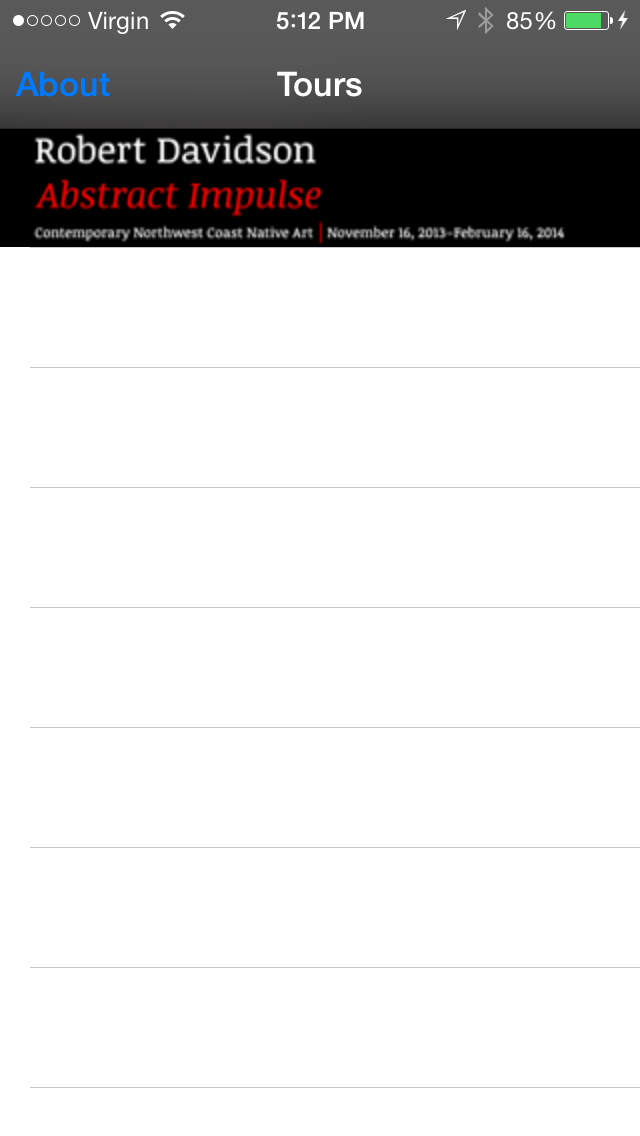 Virgin 5:12 PM 85%
About Tours
Robert Davidson
Abstract Impulse
Contemporary Northwest Coast Native Art | November 16, 2013–February 16, 2014